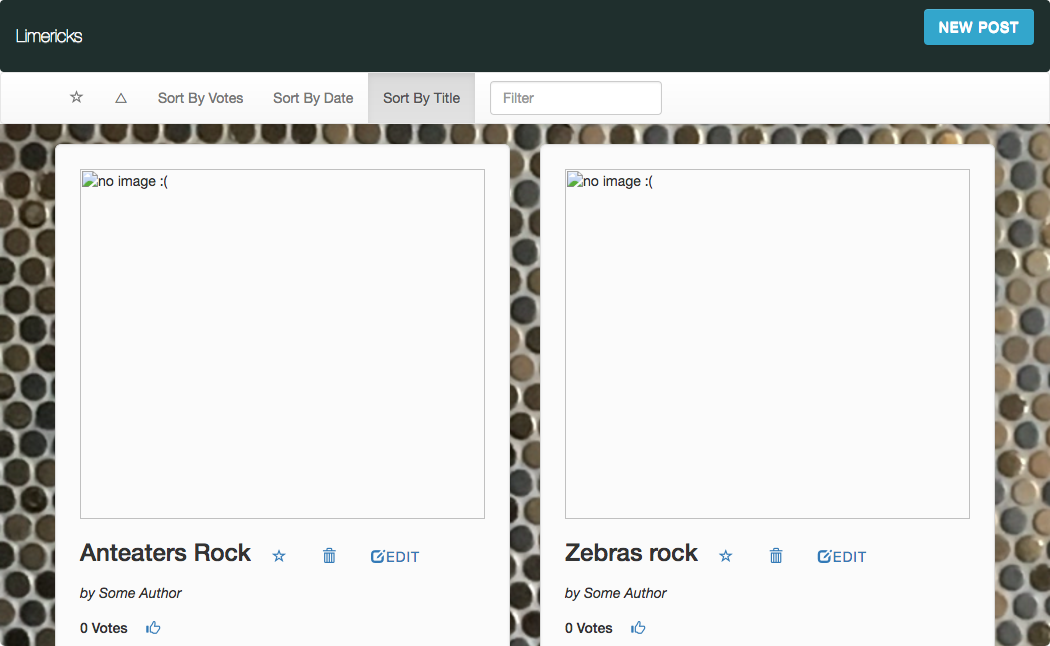 Limericks
NEW POST
Sort By Votes
Sort By Date
Sort By Title
Filter
no image :(
no image :(
Anteaters Rock
EDIT
Zebras rock
EDIT
by Some Author
by Some Author
0 Votes
0 Votes